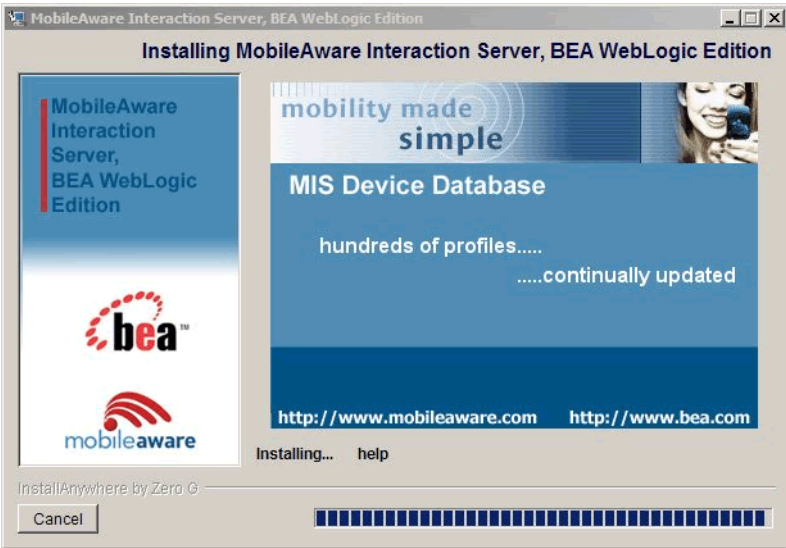 MobileAware Interaction Server, BEA WebLogic Edition
Installing MobileAware Interaction Server, BEA WebLogic Edition
MobileAware
Interaction
Server,
BEA WebLogic
Edition
bea™
mobileaware
mobility made
simple
MIS Device Database
hundreds of profiles.....
.....continually updated
http://www.mobileaware.com http://www.bea.com
Installing... help
InstallAnywhere by Zero G
Cancel